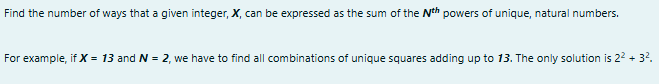 Find the number of ways that a given integer, X, can be expressed as the sum of the Nth powers of unique, natural numbers.
For example, if X = 13 and N = 2, we have to find all combinations of unique squares adding up to 13. The only solution is 2² + 3².